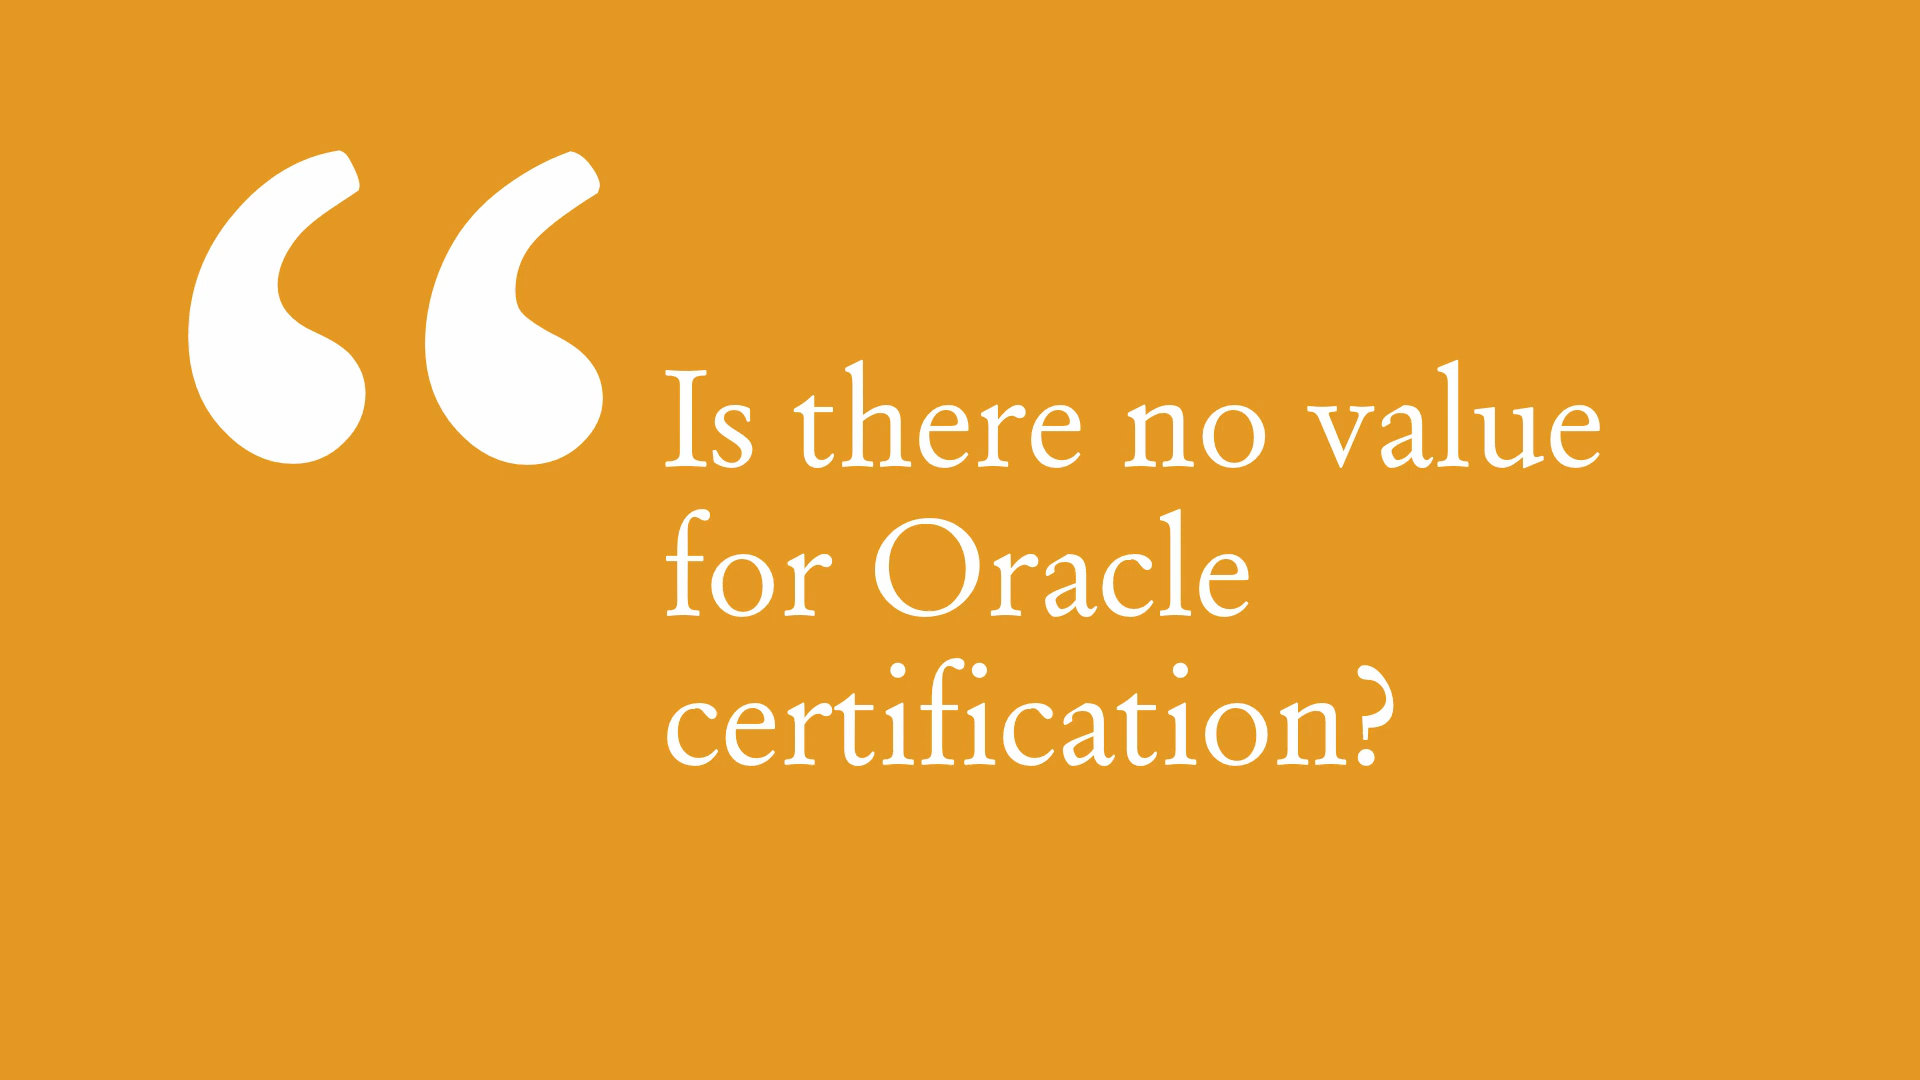 “Is there no value
for Oracle
certification?